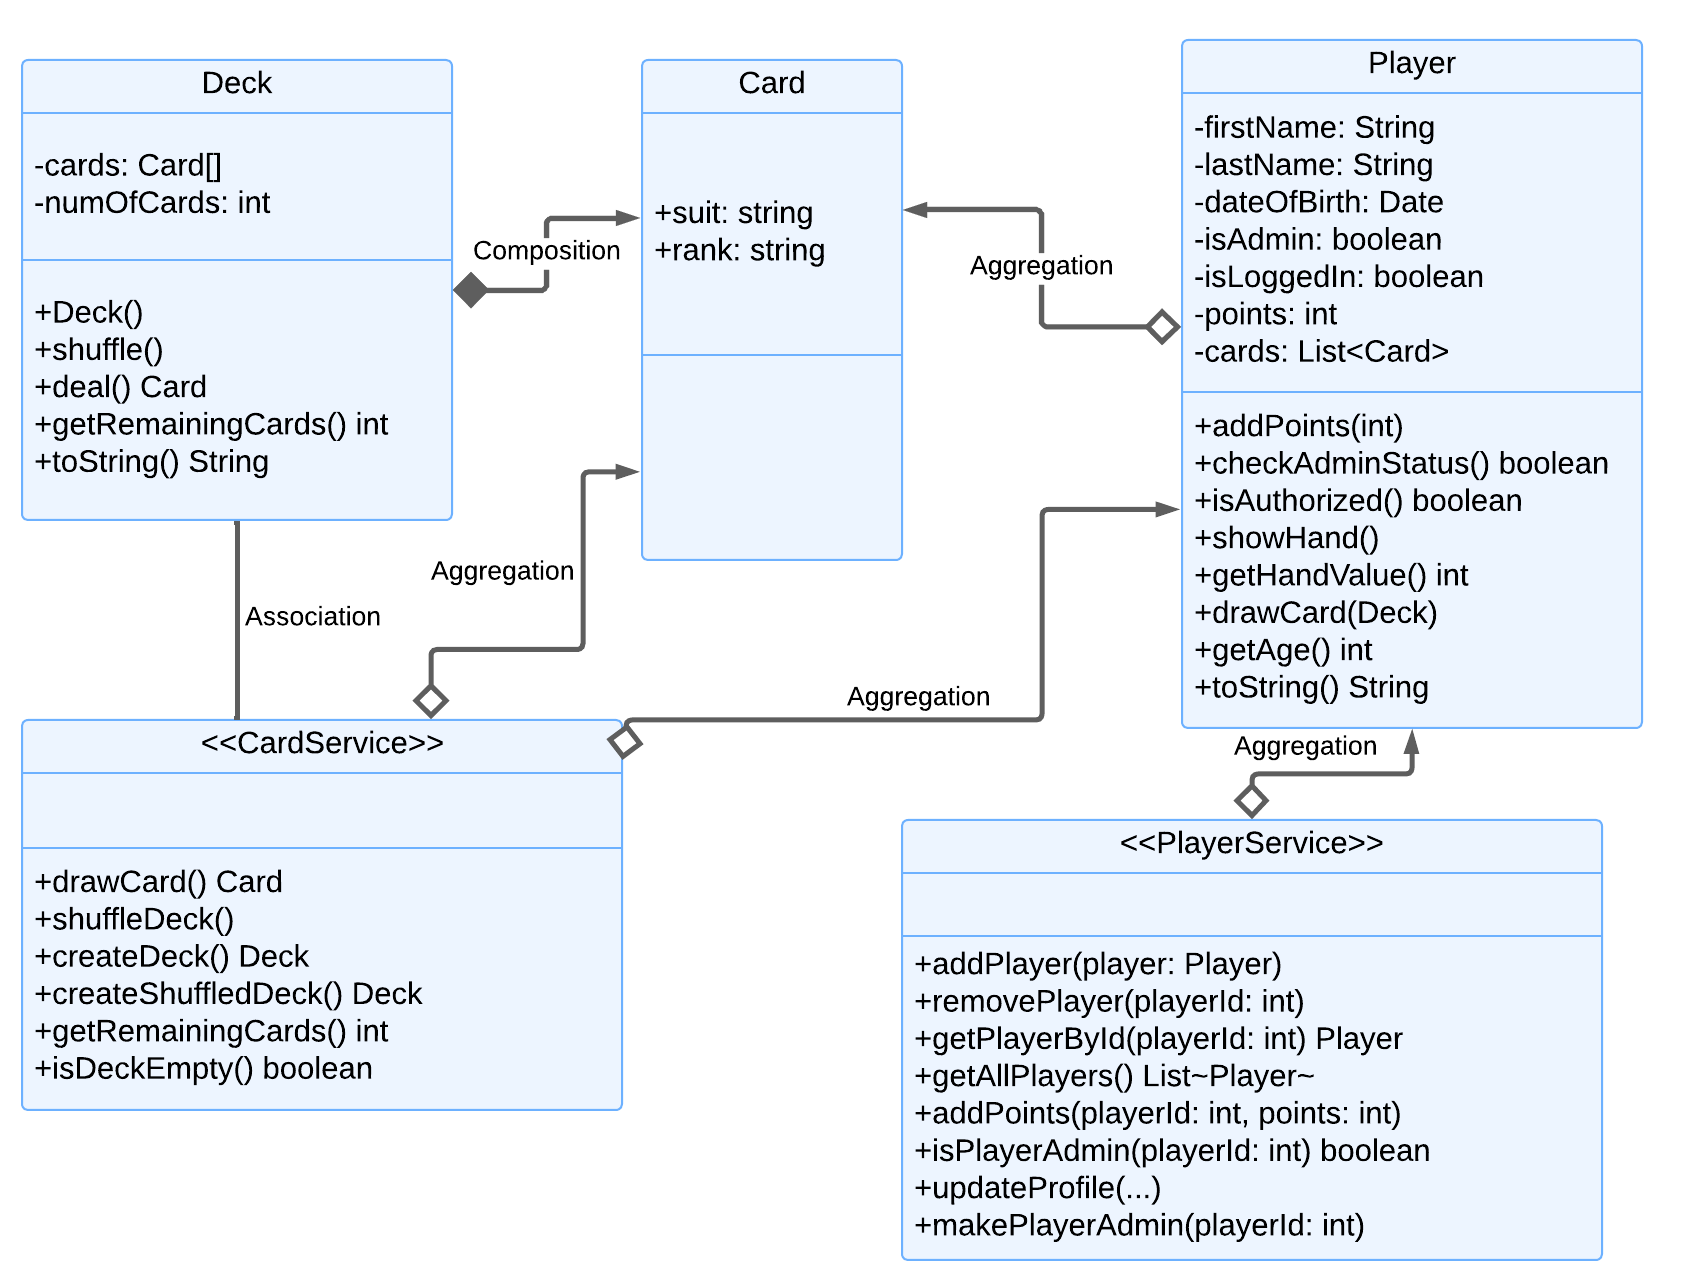 Deck
-cards: Card[]
-numOfCards: int
+Deck()
+shuffle()
+deal() Card
+getRemainingCards() int
+toString() String
Composition
Card
+suit: string
+rank: string
Aggregation
Player
-firstName: String
-lastName: String
-dateOfBirth: Date
-isAdmin: boolean
-isLoggedIn: boolean
-points: int
-cards: List<Card>
+addPoints(int)
+checkAdminStatus() boolean
+isAuthorized() boolean
+showHand()
+getHandValue() int
+drawCard(Deck)
+getAge() int
+toString() String
Aggregation
Association
Aggregation
Aggregation
<<CardService>>
+drawCard() Card
+shuffleDeck()
+createDeck() Deck
+createShuffledDeck() Deck
+getRemainingCards() int
+isDeckEmpty() boolean
<<PlayerService>>
+addPlayer(player: Player)
+removePlayer(playerId: int)
+getPlayerById(playerId: int) Player
+getAllPlayers() List~Player~
+addPoints(playerId: int, points: int)
+isPlayerAdmin(playerId: int) boolean
+updateProfile(...)
+makePlayerAdmin(playerId: int)